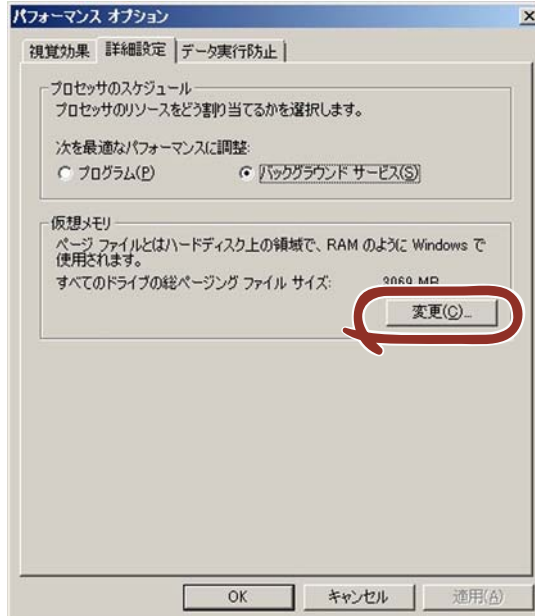 パフォーマンス オプション
視覚効果 詳細設定 データ実行防止
プロセッサのスケジュール
プロセッサのリソースをどう割り当てるかを選択します。
次を最適なパフォーマンスに調整:
プログラム(P) バックグラウンド サービス(S)
仮想メモリ
ページ ファイルとはハードディスク上の領域で、RAM のように Windows で
使用されます。
すべてのドライブの総ページング ファイル サイズ: 3069 MB
変更(C)...
OK キャンセル 適用(A)